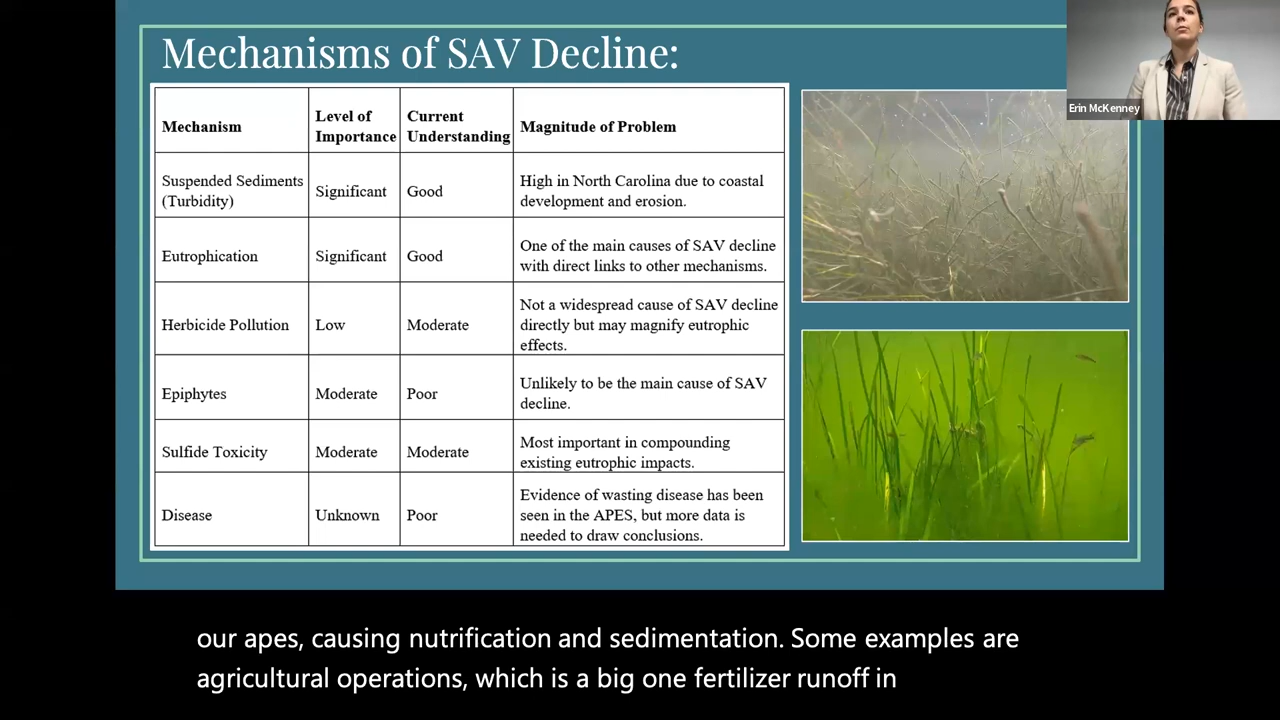 Mechanisms of SAV Decline:
Erin McKenney
Mechanism
Level of
Importance
Current
Understanding
Magnitude of Problem
Suspended Sediments
(Turbidity)
Significant
Good
High in North Carolina due to coastal
development and erosion.
Eutrophication
Significant
Good
One of the main causes of SAV decline
with direct links to other mechanisms.
Herbicide Pollution
Low
Moderate
Not a widespread cause of SAV decline
directly but may magnify eutrophic
effects.
Epiphytes
Moderate
Poor
Unlikely to be the main cause of SAV
decline.
Sulfide Toxicity
Moderate
Moderate
Most important in compounding
existing eutrophic impacts.
Disease
Unknown
Poor
Evidence of wasting disease has been
seen in the APES, but more data is
needed to draw conclusions.
our apes, causing nutrification and sedimentation. Some examples are
agricultural operations, which is a big one fertilizer runoff in